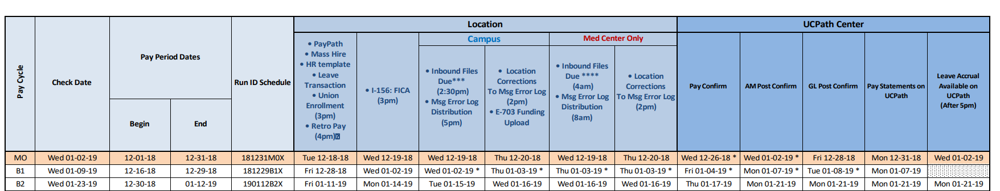 Location
UCPath Center
Campus
Med Center Only
Pay Cycle
Check Date
Pay Period Dates
Begin
End
Run ID Schedule
• PayPath
• Mass Hire
• HR template
• Leave
Transaction
• Union
Enrollment
(3pm)
• Retro Pay
(4pm)
• I-156: FICA
(3pm)
• Inbound Files
Due***
(2:30pm)
• Msg Error Log
Distribution
(5pm)
• Location
Corrections
To Msg Error Log
(2pm)
• E-703 Funding
Upload
• Inbound Files
Due ****
(4am)
• Msg Error Log
Distribution
(8am)
• Location
Corrections
To Msg Error Log
(2pm)
Pay Confirm
AM Post Confirm
GL Post Confirm
Pay Statements on
UCPath
Leave Accrual
Available on
UCPath
(After 5pm)
MO Wed 01-02-19 12-01-18 12-31-18 181231M0X Tue 12-18-18 Wed 12-19-18 Wed 12-19-18 Thu 12-20-18 Wed 12-19-18 Thu 12-20-18 Wed 12-26-18 * Wed 01-02-19 * Fri 12-28-18 Mon 12-31-18 Wed 01-02-19
B1 Wed 01-09-19 12-16-18 12-29-18 181229B1X Fri 12-28-18 Wed 01-02-19 Wed 01-02-19 * Thu 01-03-19 * Thu 01-03-19 * Thu 01-03-19 * Fri 01-04-19 * Mon 01-07-19 * Tue 01-08-19 * Mon 01-07-19
B2 Wed 01-23-19 12-30-18 01-12-19 190112B2X Fri 01-11-19 Mon 01-14-19 Tue 01-15-19 Wed 01-16-19 Wed 01-16-19 Wed 01-16-19 Thu 01-17-19 Mon 01-21-19 Mon 01-21-19 Mon 01-21-19 Mon 01-21-19